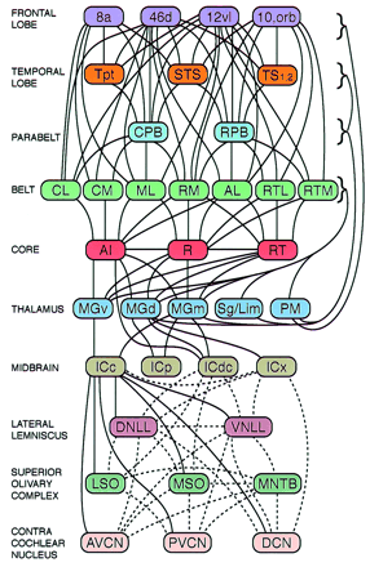 FRONTAL LOBE 8a 46d 12vl 10,orb
TEMPORAL LOBE Tpt STS TS1,2
PARABELT CPB RPB
BELT CL CM ML RM AL RTL RTM
CORE AI R RT
THALAMUS MGv MGd MGm Sg/Lim PM
MIDBRAIN ICc ICp ICdc ICx
LATERAL LEMNISCUS DNLL VNLL
SUPERIOR OLIVARY COMPLEX LSO MSO MNTB
CONTRA COCHLEAR NUCLEUS AVCN PVCN DCN